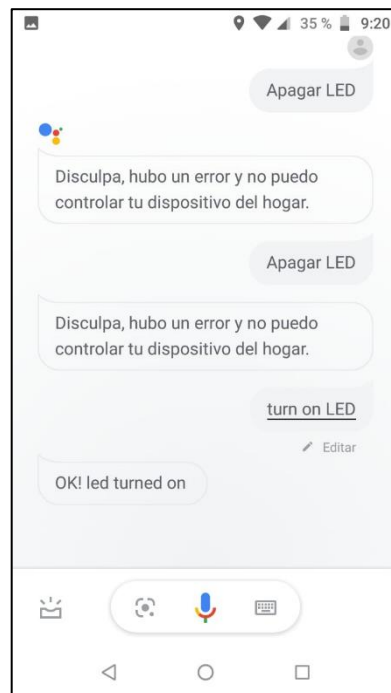 35 % 9:20
Apagar LED
Disculpa, hubo un error y no puedo
controlar tu dispositivo del hogar.
Apagar LED
Disculpa, hubo un error y no puedo
controlar tu dispositivo del hogar.
turn on LED
Editar
OK! led turned on